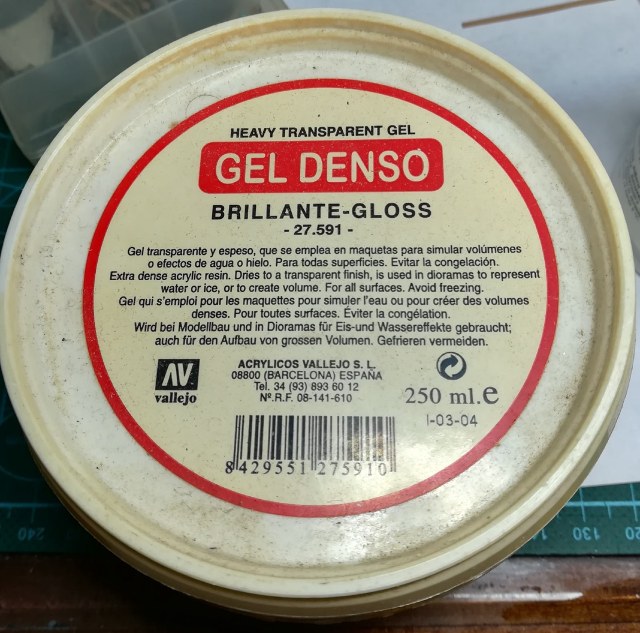 HEAVY TRANSPARENT GEL
GEL DENSO
BRILLANTE-GLOSS
- 27.591 -
Gel transparente y espeso, que se emplea en maquetas para simular volúmenes
o efectos de agua o hielo. Para todas superficies. Evitar la congelación.
Extra dense acrylic resin. Dries to a transparent finish, is used in dioramas to represent
water or ice, or to create volume. For all surfaces. Avoid freezing.
Gel qui s'emploi pour les maquettes pour simuler l'eau ou pour créer des volumes
denses. Pour toutes surfaces. Éviter la congélation.
Wird bei Modellbau und in Dioramas für Eis-und Wassereffekte gebraucht;
auch für den Aufbau von grossen Volumen. Gefrieren vermeiden.
AV
vallejo
ACRYLICOS VALLEJO S. L.
08800 (BARCELONA) ESPAÑA
Tel. 34 (93) 893 60 12
Nº.R.F. 08-141-610
250 ml.e
I-03-04
8 429551 275910
240
130
120